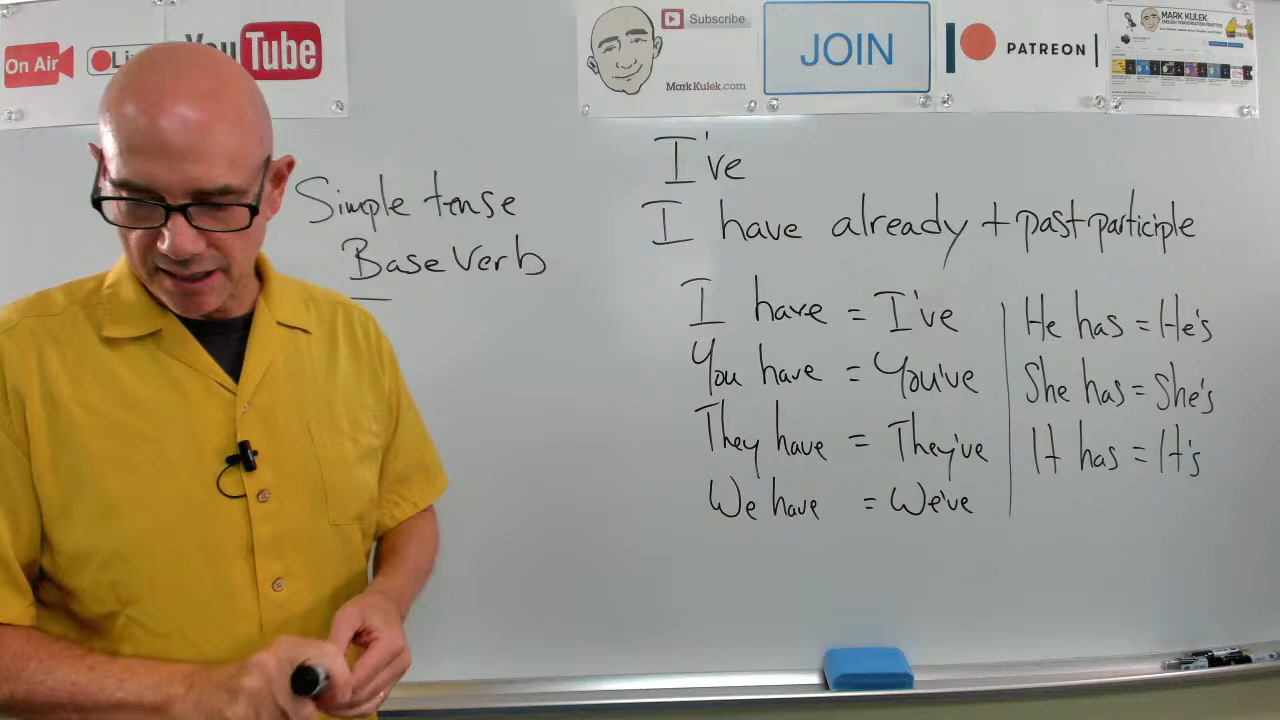 On Air
Live
YouTube
Subscribe
MarkKulek.com
JOIN
PATREON
MARK KULEK
Simple tense
Base Verb
I've
I have already + past participle
I have = I've
You have = You've
They have = They've
We have = We've
He has = He's
She has = She's
It has = It's